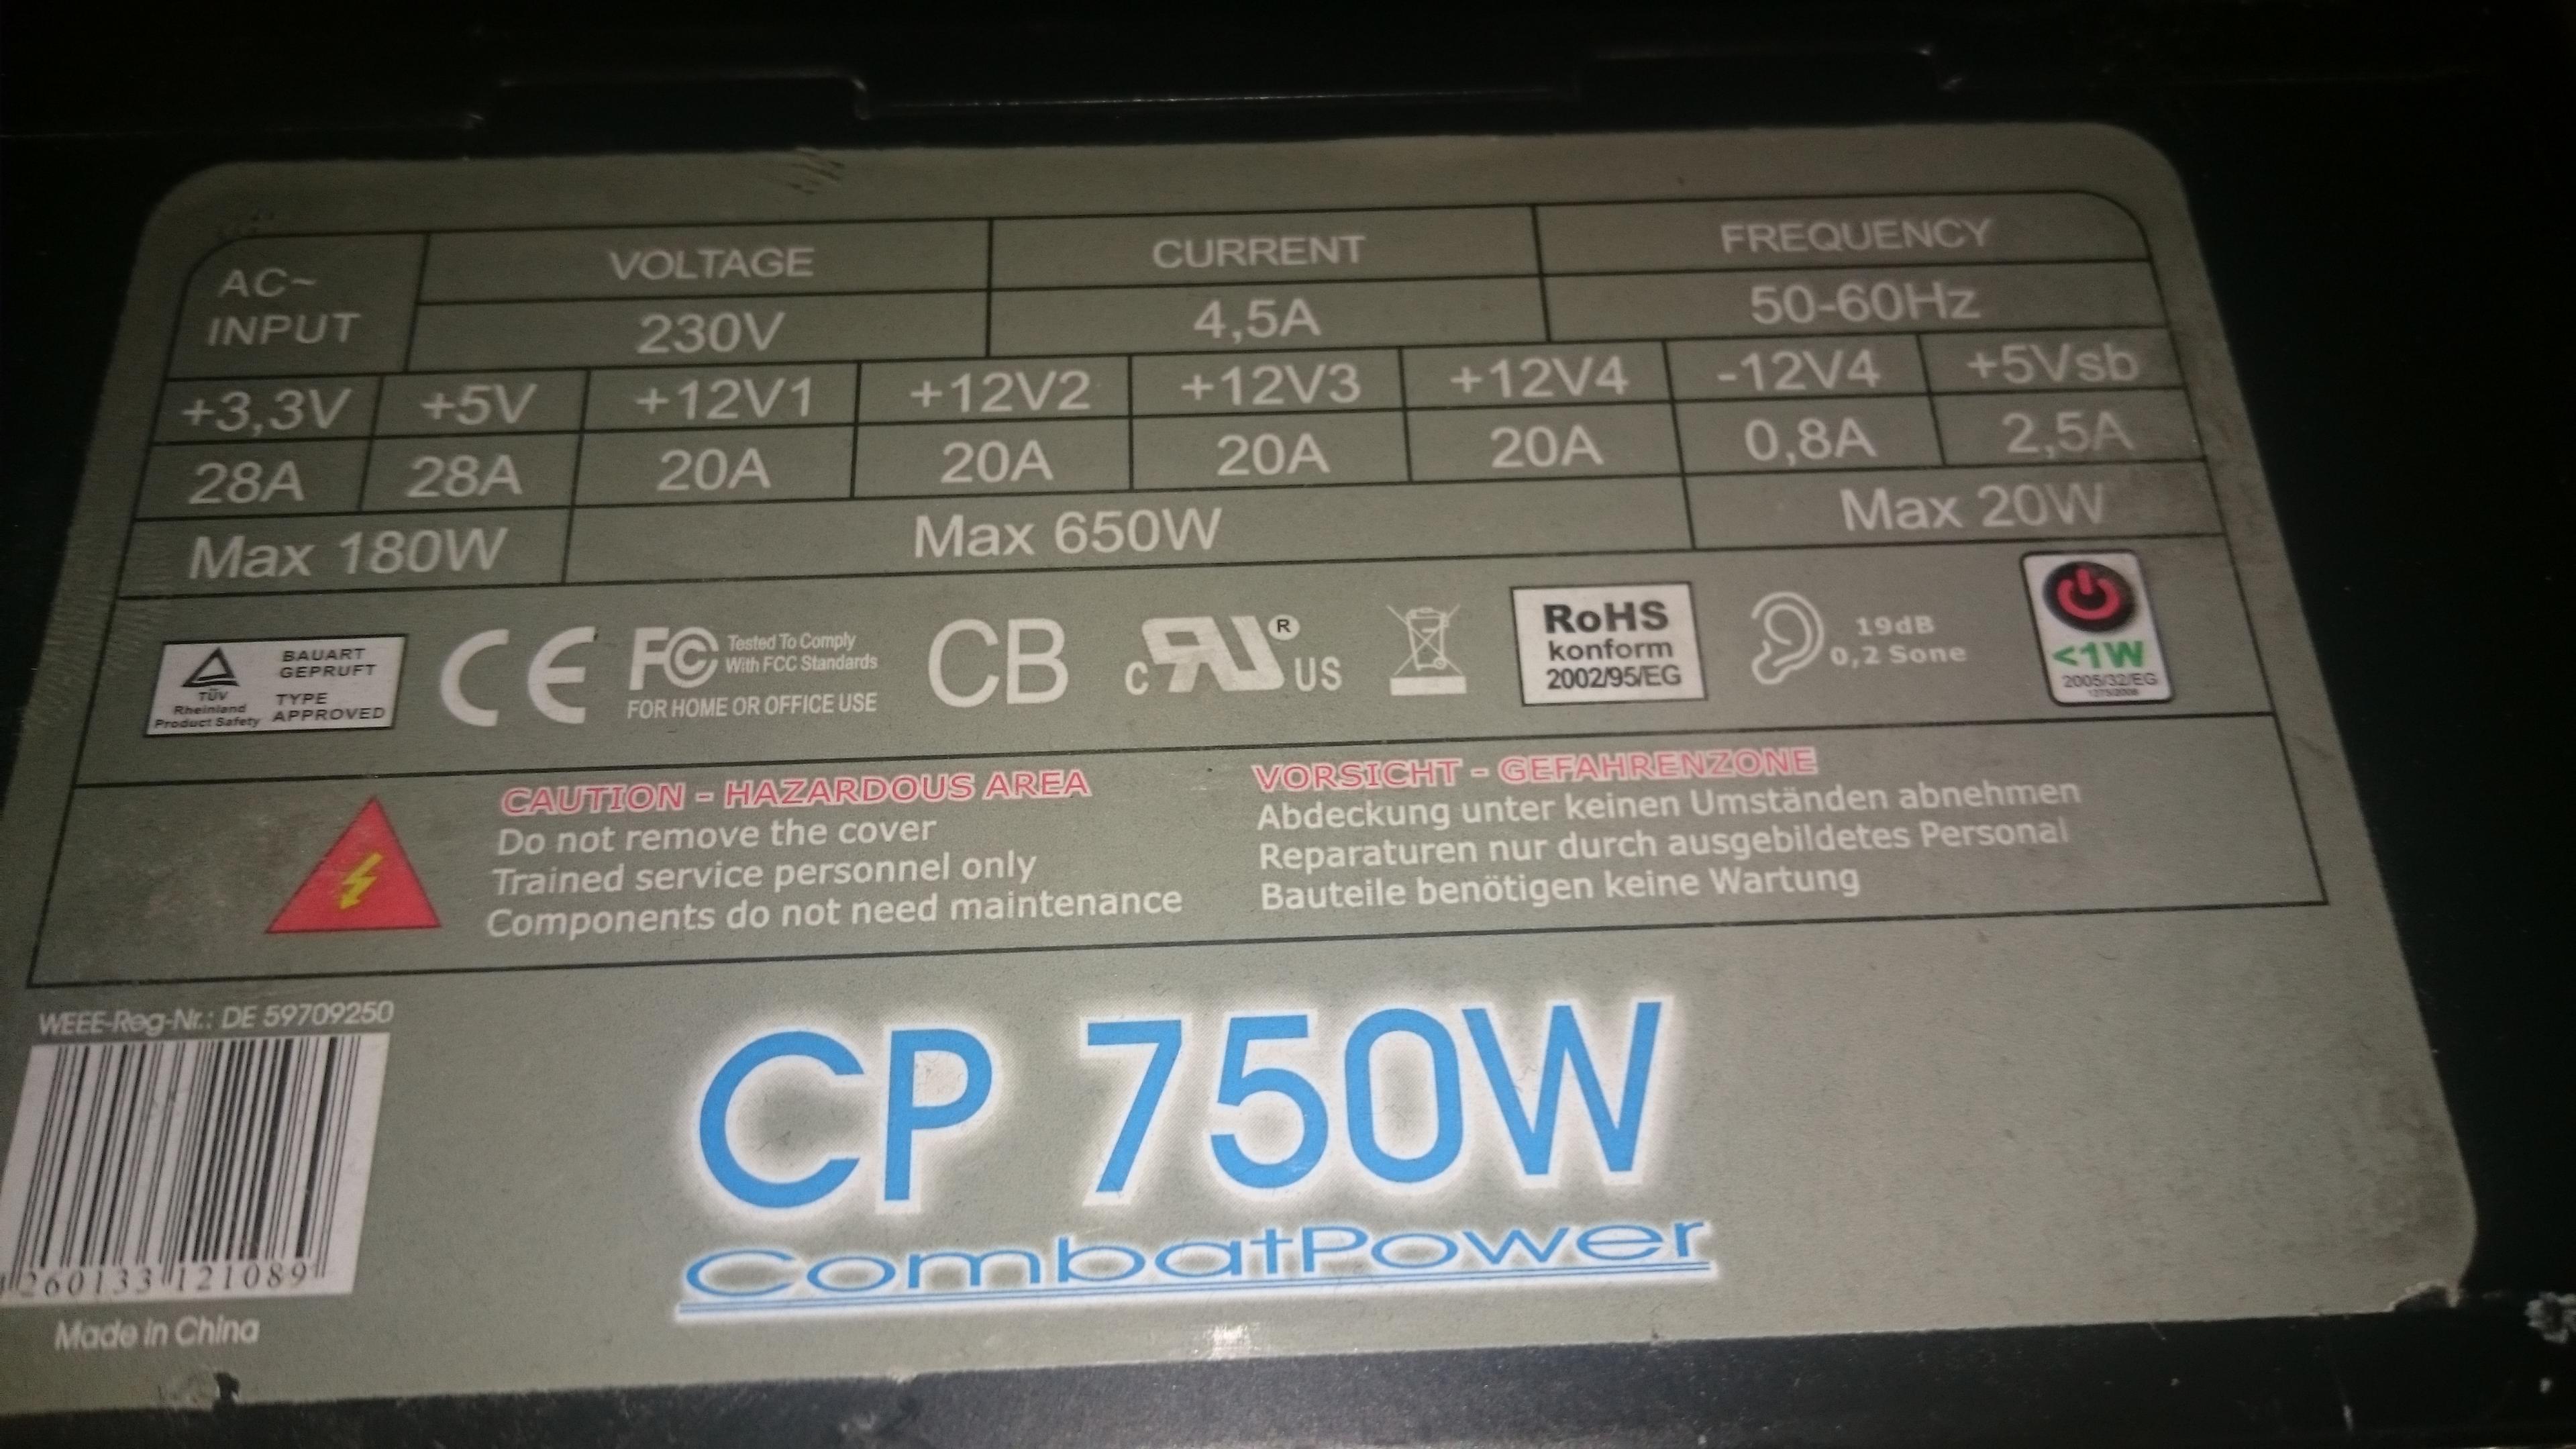 AC~ INPUT
VOLTAGE CURRENT FREQUENCY
230V 4,5A 50-60Hz
+3,3V +5V +12V1 +12V2 +12V3 +12V4 -12V4 +5Vsb
28A 28A 20A 20A 20A 20A 0,8A 2,5A
Max 180W Max 650W Max 20W
TÜV
Rheinland
Product Safety
BAUART
GEPRUFT
TYPE
APPROVED
CE
FC Tested To Comply
With FCC Standards
FOR HOME OR OFFICE USE
CB
c RU ® US
RoHS
konform
2002/95/EG
19dB
0,2 Sone
<1W
2005/32/EG
CAUTION - HAZARDOUS AREA
Do not remove the cover
Trained service personnel only
Components do not need maintenance
VORSICHT - GEFAHRENZONE
Abdeckung unter keinen Umständen abnehmen
Reparaturen nur durch ausgebildetes Personal
Bauteile benötigen keine Wartung
WEEE-Reg-Nr.: DE 59709250
260133 121089
Made in China
CP 750W
CombatPower